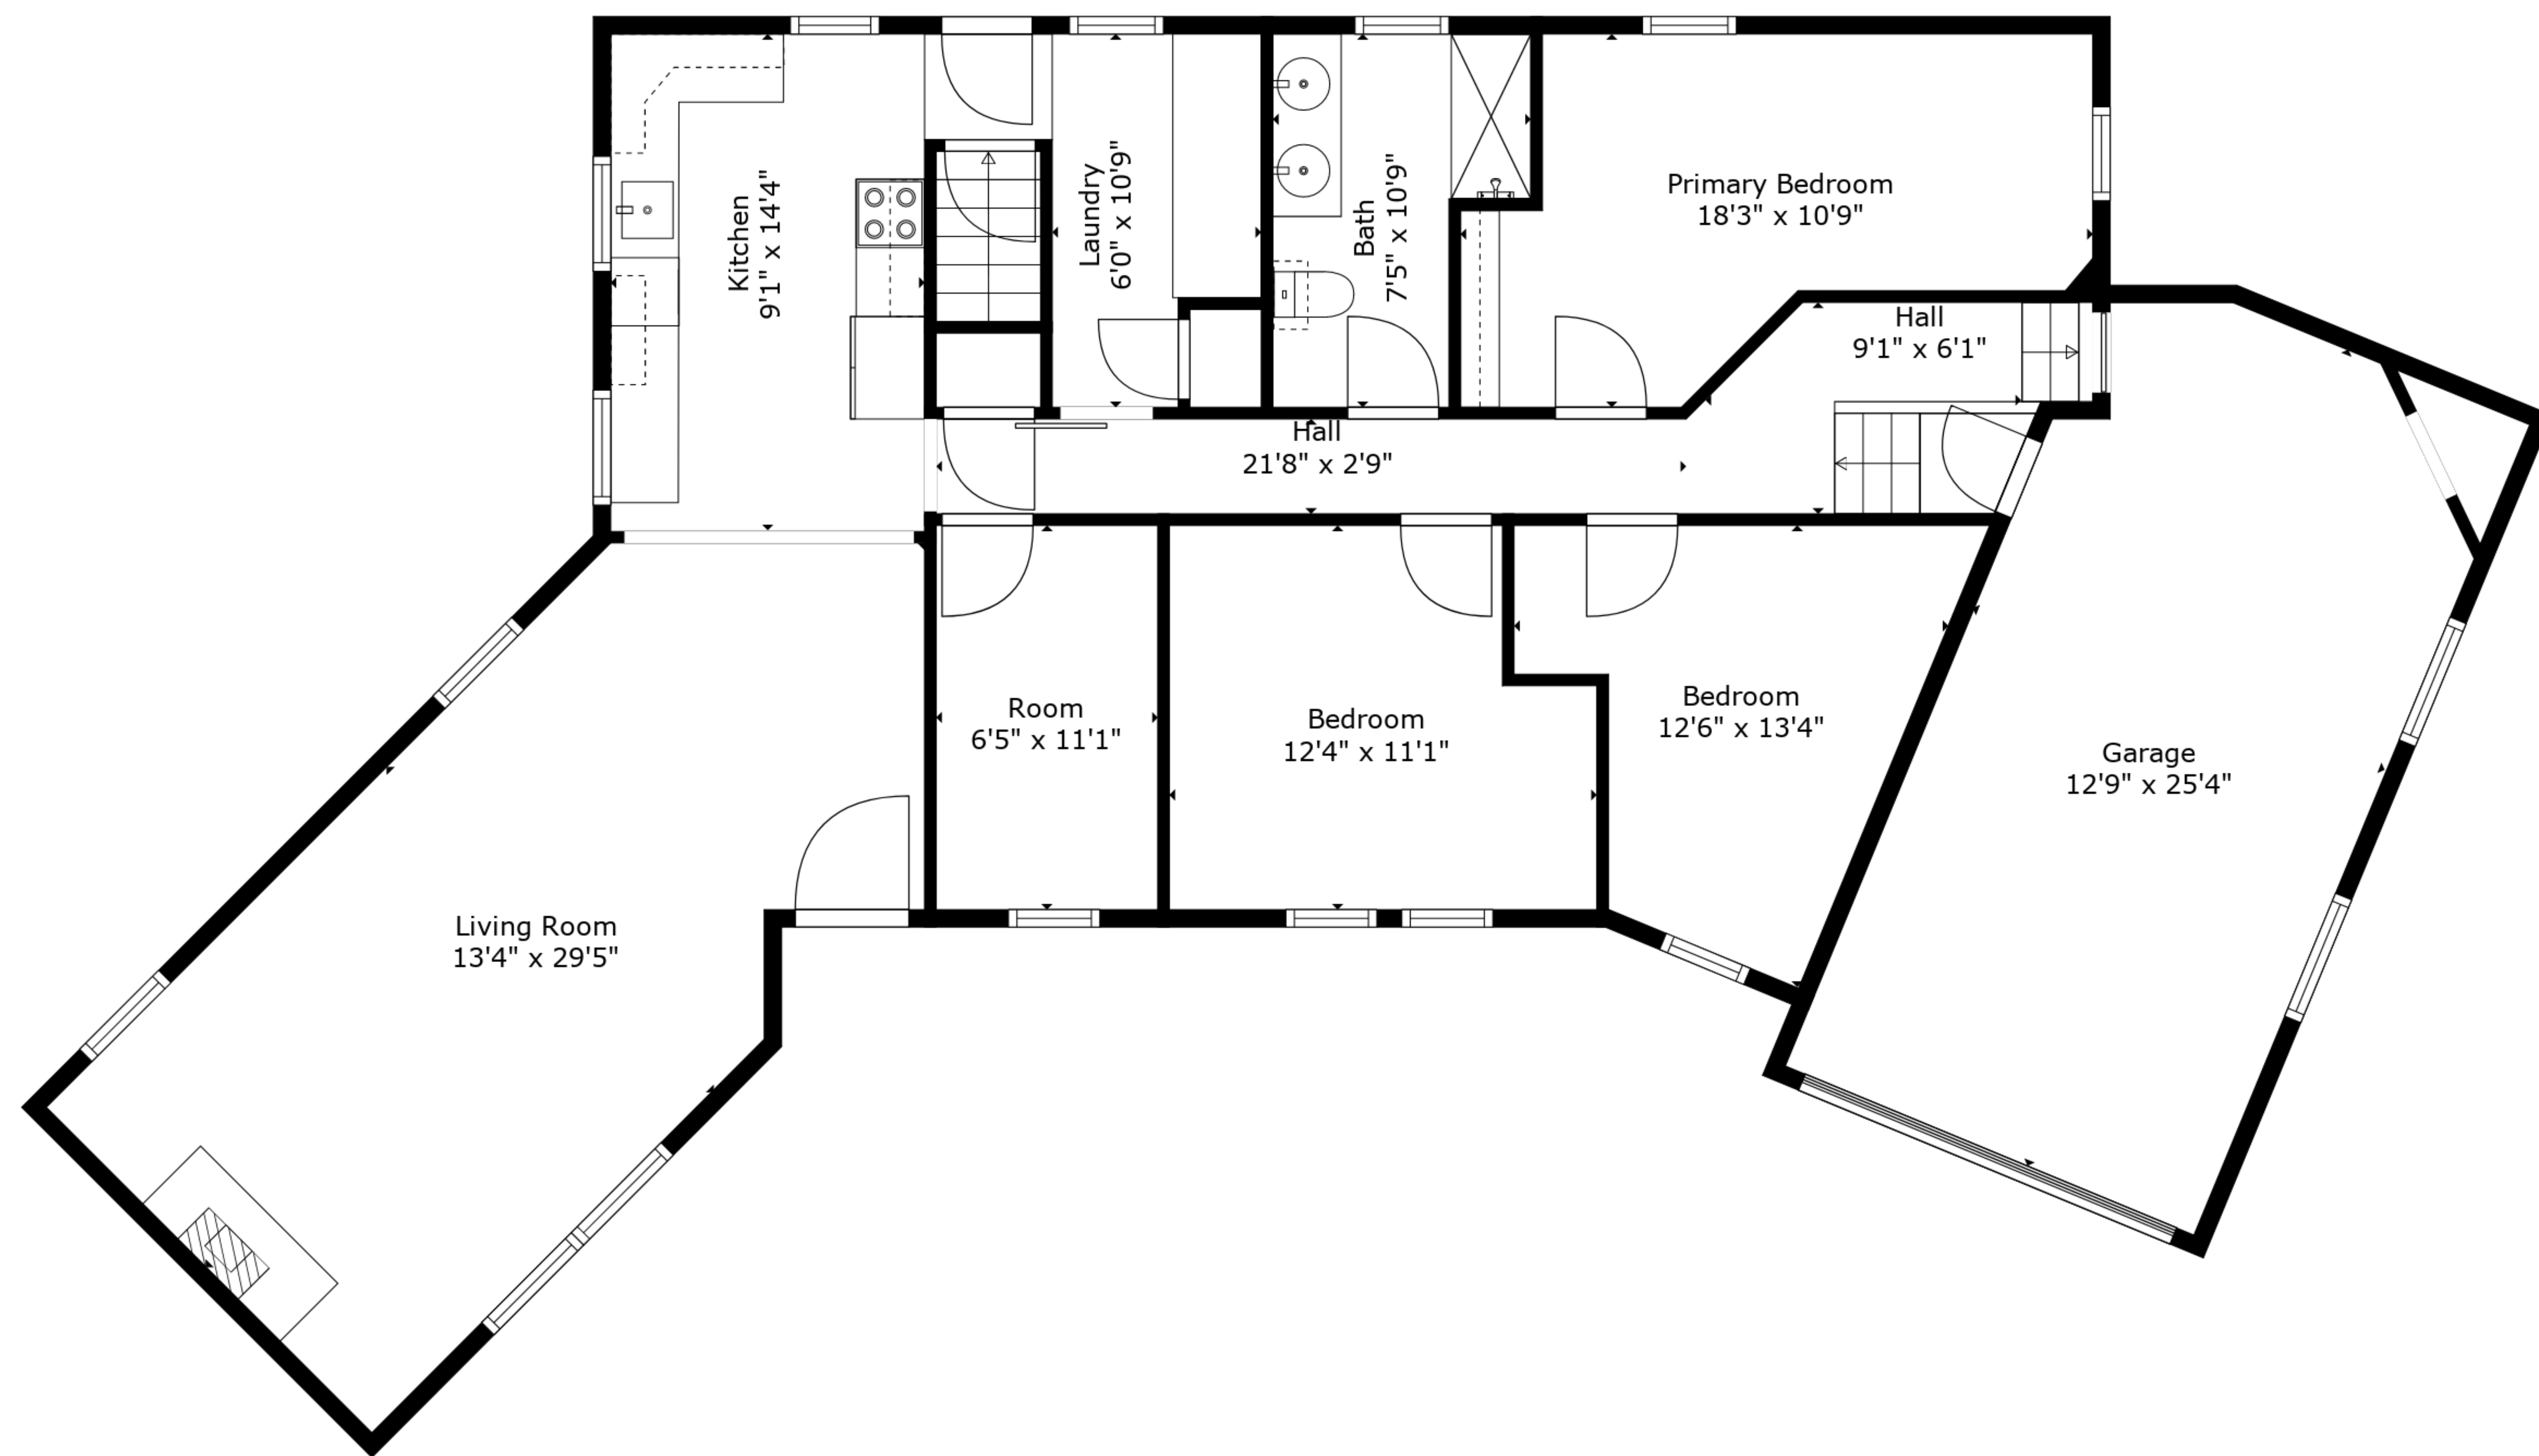 Kitchen
9'1" x 14'4"
Laundry
6'0" x 10'9"
Bath
7'5" x 10'9"
Primary Bedroom
18'3" x 10'9"
Hall
9'1" x 6'1"
Hall
21'8" x 2'9"
Room
6'5" x 11'1"
Bedroom
12'4" x 11'1"
Bedroom
12'6" x 13'4"
Garage
12'9" x 25'4"
Living Room
13'4" x 29'5"